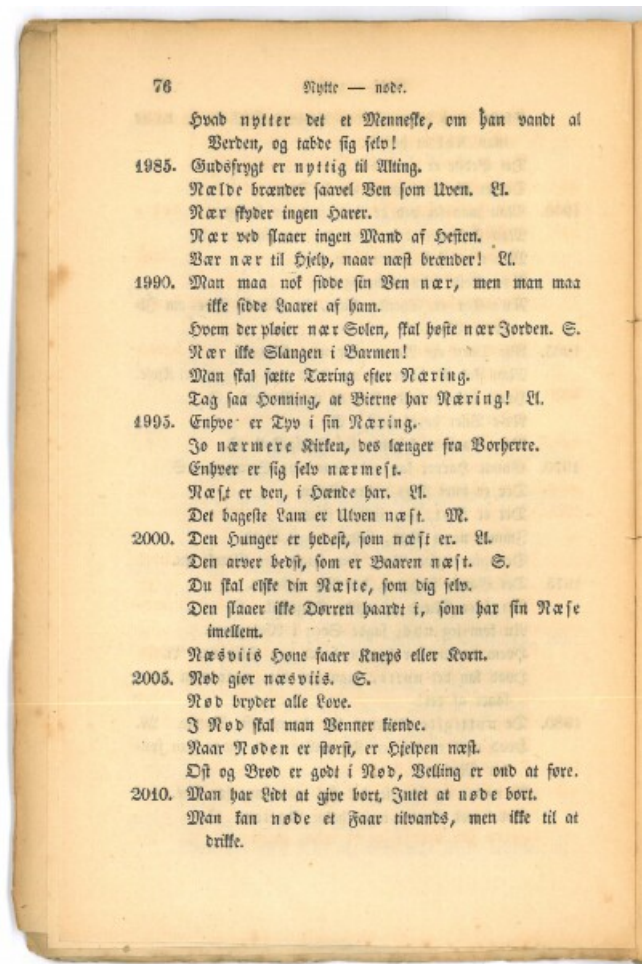 76 Nytte — nøde.
Hvad nytter det et Menneske, om han vandt al
Verden, og tabde sig selv!
1985. Gudsfrygt er nyttig til Alting.
Nælde brænder saavel Ven som Uven. Ll.
Nær skyder ingen Harer.
Nær ved slaaer ingen Mand af Hesten.
Vær nær til Hjelp, naar næst brænder! Ll.
1990. Man maa nok sidde sin Ven nær, men man maa
ikke sidde Laaret af ham.
Hvem der pløier nær Solen, skal høste nær Jorden. S.
Nær ikke Slangen i Barmen!
Man skal sætte Tæring efter Næring.
Tag saa Honning, at Bierne har Næring! Ll.
1995. Enhve er Tyv i sin Næring.
Jo nærmere Kirken, des længer fra Vorherre.
Enhver er sig selv nærmest.
Næst er den, i Hænde har. Ll.
Det bageste Lam er Ulven næst. M.
2000. Den Hunger er hedest, som næst er. Ll.
Den arver bedst, som er Baaren næst. S.
Du skal elske din Næste, som dig selv.
Den slaaer ikke Dørren haardt i, som har sin Næse
imellem.
Næsviis Høne faaer Kneps eller Korn.
2005. Nød giør næsviis. S.
Nød bryder alle Love.
I Nød skal man Venner kiende.
Naar Nøden er størst, er Hjelpen næst.
Ost og Brød er godt i Nød, Velling er ond at føre.
2010. Man har Lidt at give bort, Intet at nøde bort.
Man kan nøde et Faar tilvands, men ikke til at
drikke.